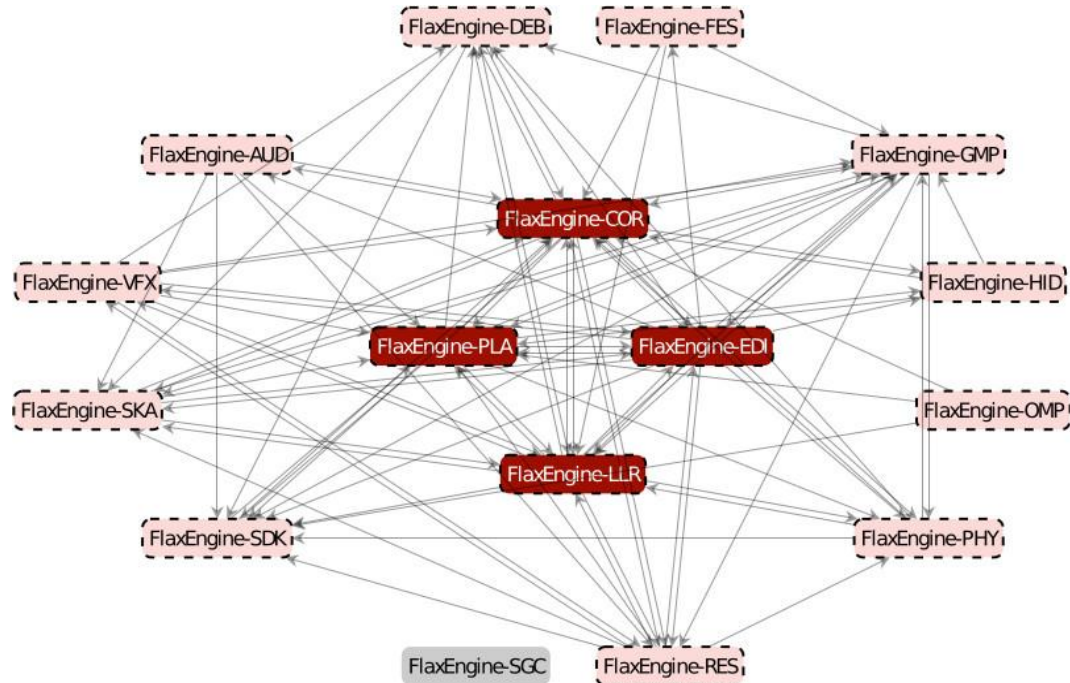 FlaxEngine-DEB
FlaxEngine-FES
FlaxEngine-AUD
FlaxEngine-GMP
FlaxEngine-COR
FlaxEngine-VFX
FlaxEngine-HID
FlaxEngine-PLA
FlaxEngine-EDI
FlaxEngine-SKA
FlaxEngine-OMP
FlaxEngine-LLR
FlaxEngine-SDK
FlaxEngine-PHY
FlaxEngine-SGC
FlaxEngine-RES